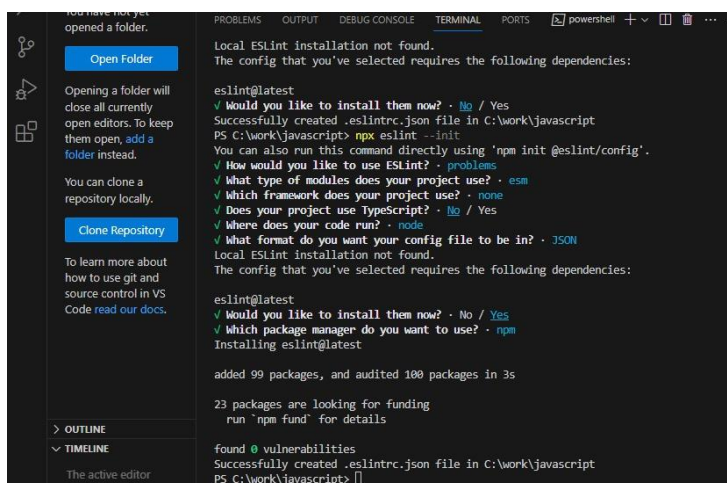 You have not yet
opened a folder.
Open Folder
Opening a folder will
close all currently
open editors. To keep
them open, add a
folder instead.
You can clone a
repository locally.
Clone Repository
To learn more about
how to use git and
source control in VS
Code read our docs.
OUTLINE
TIMELINE
The active editor
PROBLEMS OUTPUT DEBUG CONSOLE TERMINAL PORTS powershell
Local ESLint installation not found.
The config that you've selected requires the following dependencies:
eslint@latest
√ Would you like to install them now? · No / Yes
Successfully created .eslintrc.json file in C:\work\javascript
PS C:\work\javascript> npx eslint --init
You can also run this command directly using 'npm init @eslint/config'.
√ How would you like to use ESLint? · problems
√ What type of modules does your project use? · esm
√ Which framework does your project use? · none
√ Does your project use TypeScript? · No / Yes
√ Where does your code run? · node
√ What format do you want your config file to be in? · JSON
Local ESLint installation not found.
The config that you've selected requires the following dependencies:
eslint@latest
√ Would you like to install them now? · No / Yes
√ Which package manager do you want to use? · npm
Installing eslint@latest
added 99 packages, and audited 100 packages in 3s
23 packages are looking for funding
run `npm fund` for details
found 0 vulnerabilities
Successfully created .eslintrc.json file in C:\work\javascript
PS C:\work\javascript>